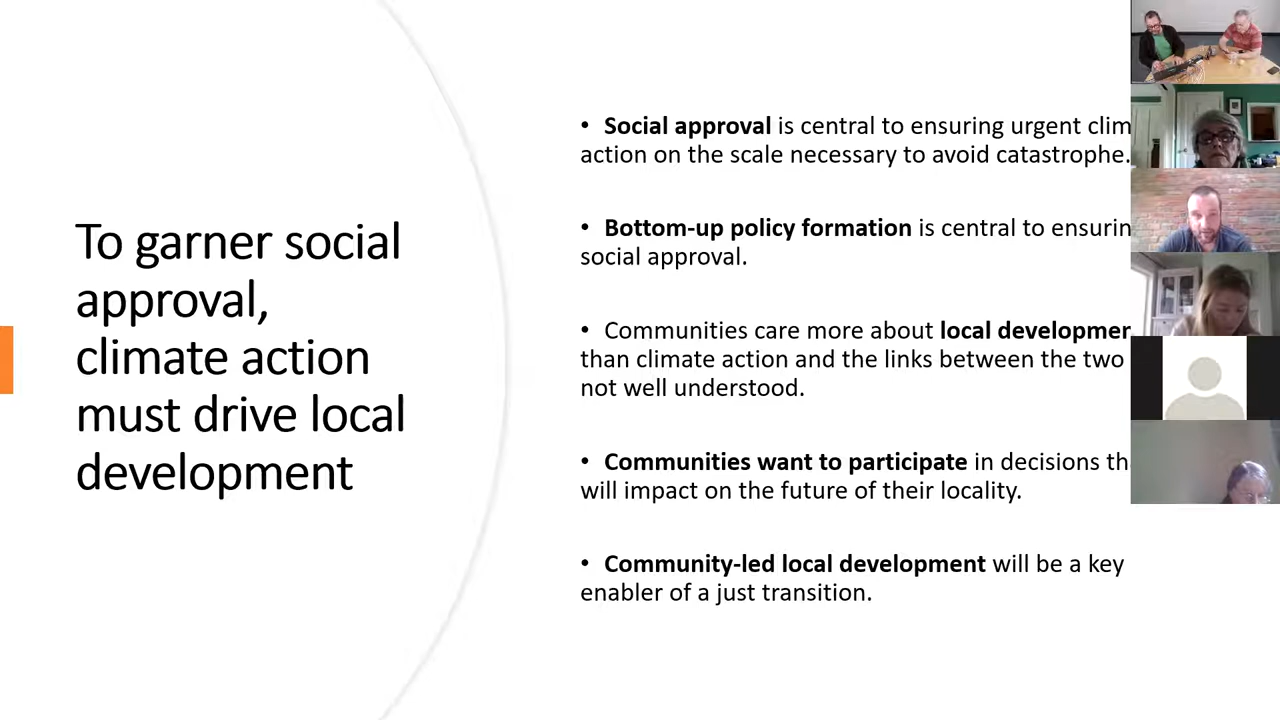 To garner social
approval,
climate action
must drive local
development
• Social approval is central to ensuring urgent clim
action on the scale necessary to avoid catastrophe.
• Bottom-up policy formation is central to ensurin
social approval.
• Communities care more about local developmen
than climate action and the links between the two
not well understood.
• Communities want to participate in decisions tha
will impact on the future of their locality.
• Community-led local development will be a key
enabler of a just transition.